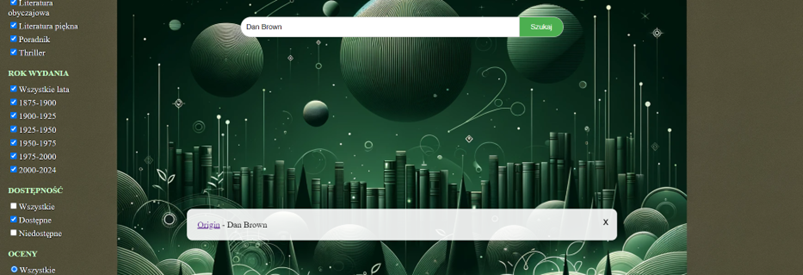 Literatura
obyczajowa
Literatura piękna
Poradnik
Thriller
ROK WYDANIA
Wszystkie lata
1875-1900
1900-1925
1925-1950
1950-1975
1975-2000
2000-2024
DOSTĘPNOŚĆ
Wszystkie
Dostępne
Niedostępne
OCENY
Wszystkie
Dan Brown
Szukaj
Origin - Dan Brown
X